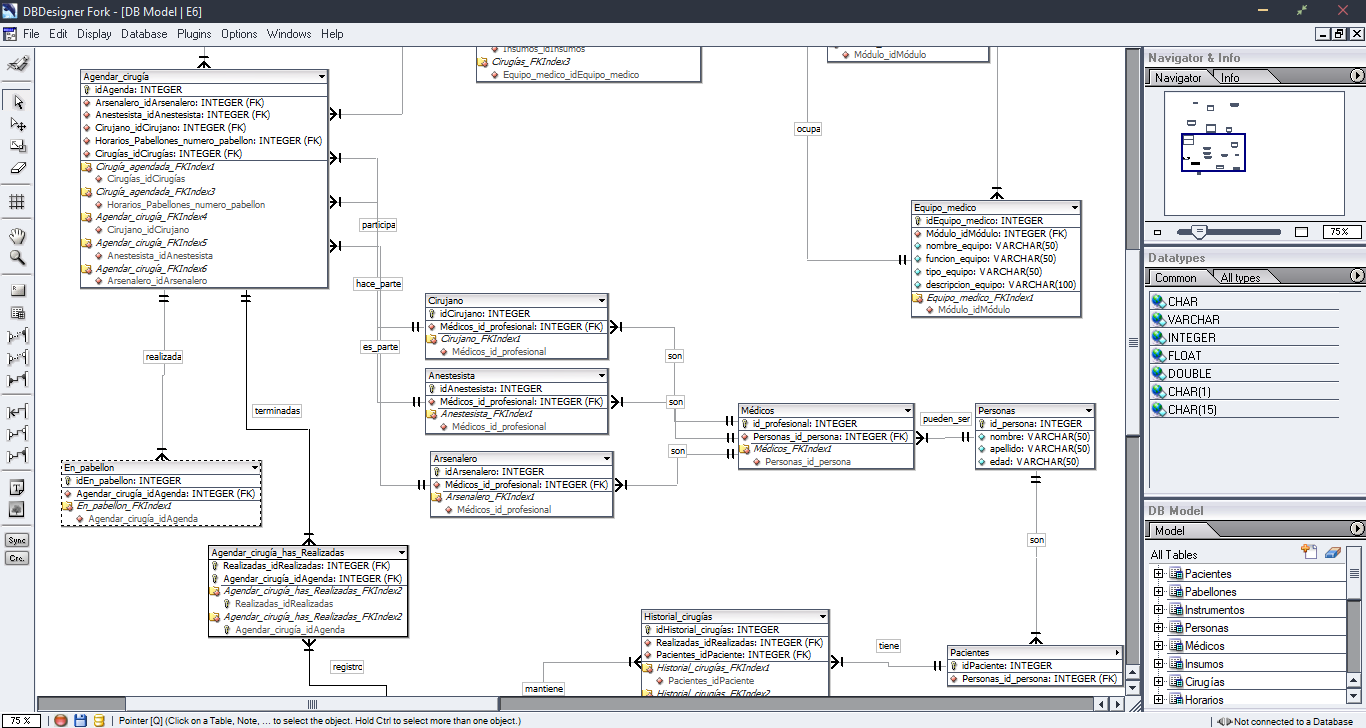 DBDesigner Fork - [DB Model | E6]
File Edit Display Database Plugins Options Windows Help
Agendar_cirugía
idAgenda: INTEGER
Arsenalero_idArsenalero: INTEGER (FK)
Anestesista_idAnestesista: INTEGER (FK)
Cirujano_idCirujano: INTEGER (FK)
Horarios_Pabellones_numero_pabellon: INTEGER (FK)
Cirugías_idCirugías: INTEGER (FK)
Cirugía_agendada_FKIndex1
Cirugías_idCirugías
Cirugía_agendada_FKIndex3
Horarios_Pabellones_numero_pabellon
Agendar_cirugía_FKIndex4
Cirujano_idCirujano
Agendar_cirugía_FKIndex5
Anestesista_idAnestesista
Agendar_cirugía_FKIndex6
Arsenalero_idArsenalero
Insumos_idInsumos
Cirugías_FKIndex3
Equipo_medico_idEquipo_medico
Módulo_idMódulo
ocupa
Equipo_medico
idEquipo_medico: INTEGER
Módulo_idMódulo: INTEGER (FK)
nombre_equipo: VARCHAR(50)
funcion_equipo: VARCHAR(50)
tipo_equipo: VARCHAR(50)
descripcion_equipo: VARCHAR(100)
Equipo_medico_FKIndex1
Módulo_idMódulo
participa
hace_parte
es_parte
realizada
terminadas
Cirujano
idCirujano: INTEGER
Médicos_id_profesional: INTEGER (FK)
Cirujano_FKIndex1
Médicos_id_profesional
son
Anestesista
idAnestesista: INTEGER
Médicos_id_profesional: INTEGER (FK)
Anestesista_FKIndex1
Médicos_id_profesional
son
Arsenalero
idArsenalero: INTEGER
Médicos_id_profesional: INTEGER (FK)
Arsenalero_FKIndex1
Médicos_id_profesional
son
Médicos
id_profesional: INTEGER
Personas_id_persona: INTEGER (FK)
Médicos_FKIndex1
Personas_id_persona
pueden_ser
Personas
id_persona: INTEGER
nombre: VARCHAR(50)
apellido: VARCHAR(50)
edad: VARCHAR(50)
son
En_pabellon
idEn_pabellon: INTEGER
Agendar_cirugía_idAgenda: INTEGER (FK)
En_pabellon_FKIndex1
Agendar_cirugía_idAgenda
Agendar_cirugía_has_Realizadas
Realizadas_idRealizadas: INTEGER (FK)
Agendar_cirugía_idAgenda: INTEGER (FK)
Agendar_cirugía_has_Realizadas_FKIndex2
Realizadas_idRealizadas
Agendar_cirugía_has_Realizadas_FKIndex2
Agendar_cirugía_idAgenda
registrc
mantiene
Historial_cirugías
idHistorial_cirugías: INTEGER
Realizadas_idRealizadas: INTEGER (FK)
Pacientes_idPaciente: INTEGER (FK)
Historial_cirugías_FKIndex1
Pacientes_idPaciente
Historial_cirugías_FKIndex2
tiene
Pacientes
idPaciente: INTEGER
Personas_id_persona: INTEGER (FK)
Navigator & Info
Navigator Info
75%
Datatypes
Common All types
CHAR
VARCHAR
INTEGER
FLOAT
DOUBLE
CHAR(1)
CHAR(15)
DB Model
Model
All Tables
Pacientes
Pabellones
Instrumentos
Personas
Médicos
Insumos
Cirugías
Horarios
Sync
Cre.
75 % Pointer [Q] (Click on a Table, Note, ... to select the object. Hold Ctrl to select more than one object.) Not connected to a Database